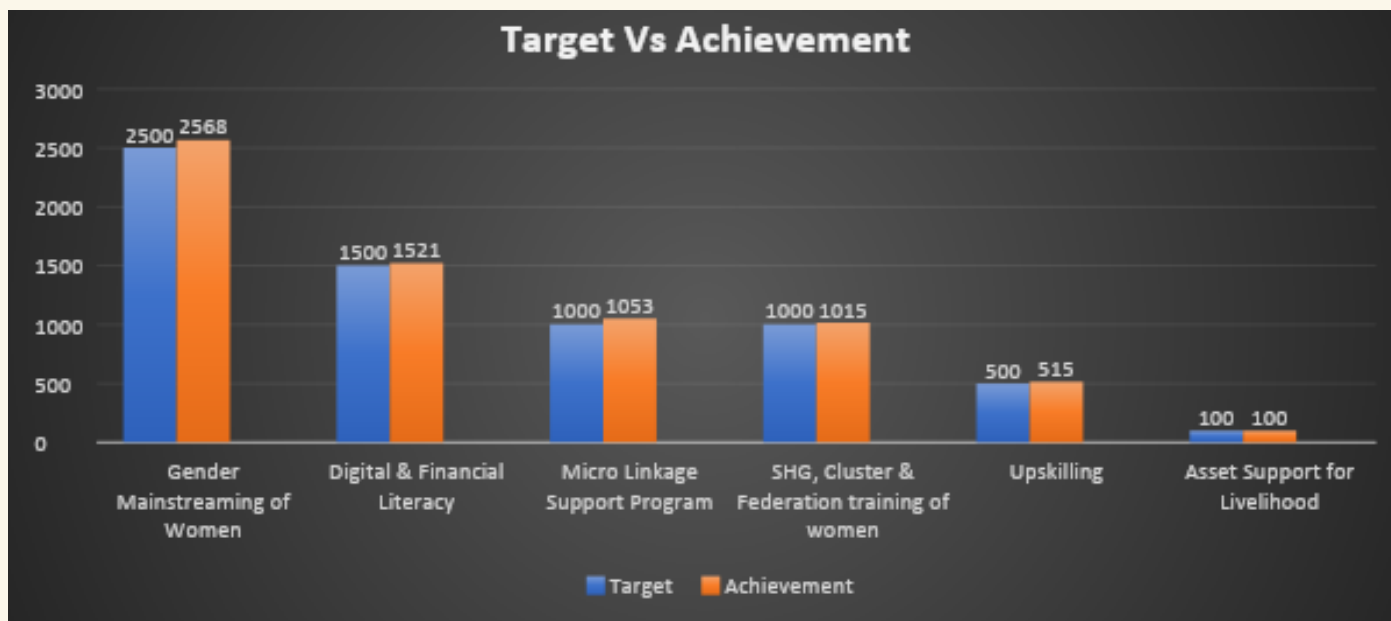 Target Vs Achievement
3000
2500
2000
1500
1000
500
0
2500 2568
1500 1521
1000 1053
1000 1015
500 515
100 100
Gender
Mainstreaming of
Women
Digital & Financial
Literacy
Micro Linkage
Support Program
SHG, Cluster &
Federation training of
women
Upskilling
Asset Support for
Livelihood
Target Achievement